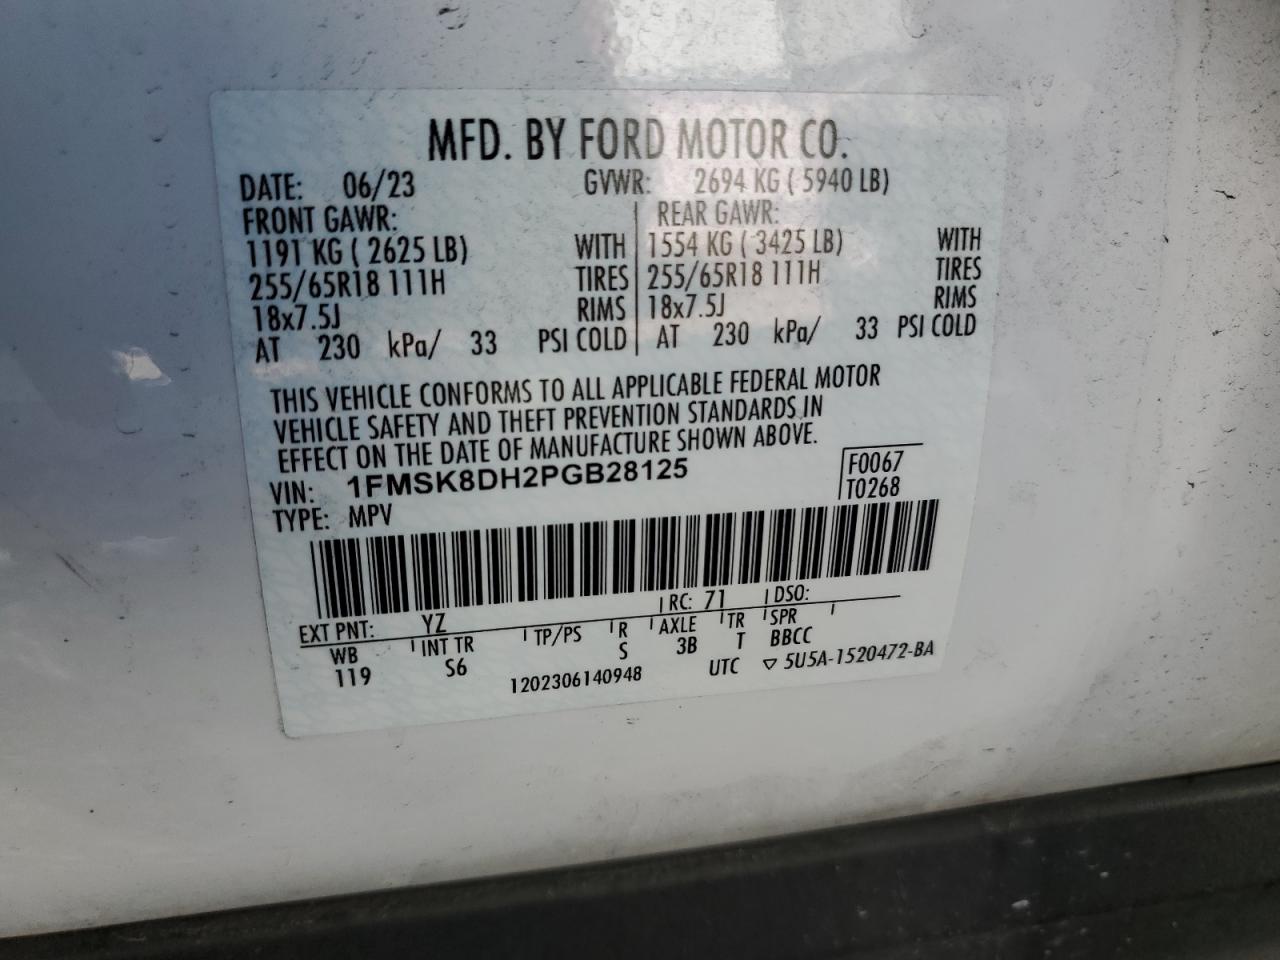 MFD. BY FORD MOTOR CO.
DATE: 06/23 GVWR: 2694 KG ( 5940 LB)
FRONT GAWR: REAR GAWR:
1191 KG ( 2625 LB) WITH 1554 KG ( 3425 LB) WITH
255/65R18 111H TIRES 255/65R18 111H TIRES
18x7.5J RIMS 18x7.5J RIMS
AT 230 kPa/ 33 PSI COLD AT 230 kPa/ 33 PSI COLD
THIS VEHICLE CONFORMS TO ALL APPLICABLE FEDERAL MOTOR
VEHICLE SAFETY AND THEFT PREVENTION STANDARDS IN
EFFECT ON THE DATE OF MANUFACTURE SHOWN ABOVE.
VIN: 1FMSK8DH2PGB28125 F0067
TYPE: MPV T0268
EXT PNT: YZ RC: 71 DSO:
WB INT TR TP/PS R AXLE TR SPR
119 S6 S 3B T BBCC
1202306140948 UTC ▽ 5U5A-1520472-BA